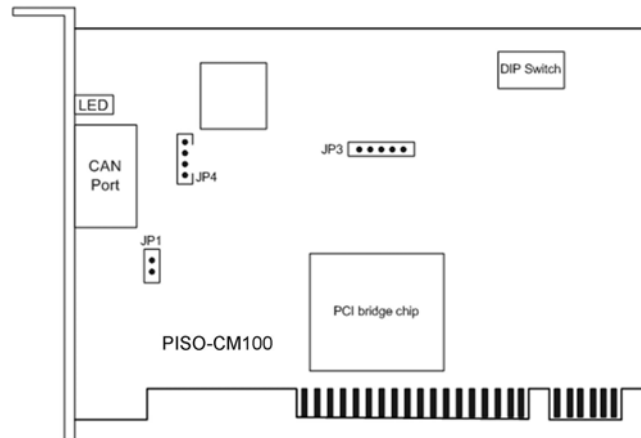 DIP Switch
LED
CAN
Port
JP3
JP4
JP1
PCI bridge chip
PISO-CM100